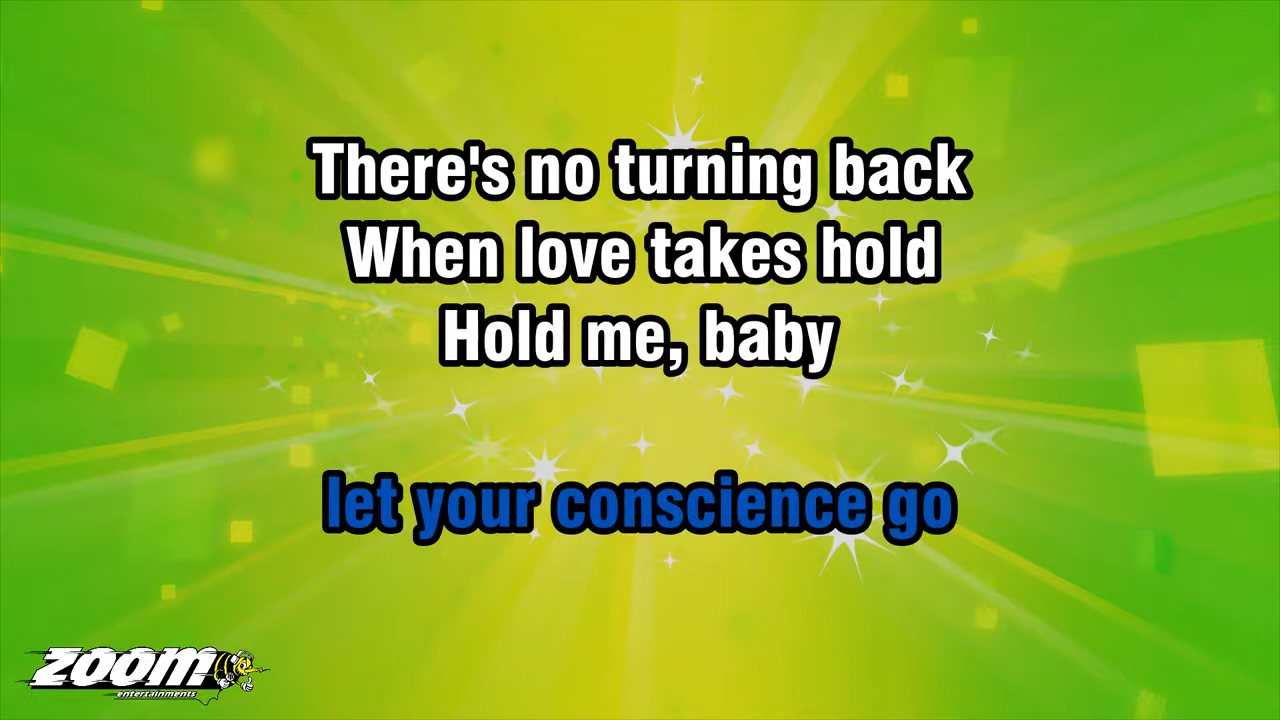 There's no turning back
When love takes hold
Hold me, baby
let your conscience go
ZOOM
entertainments